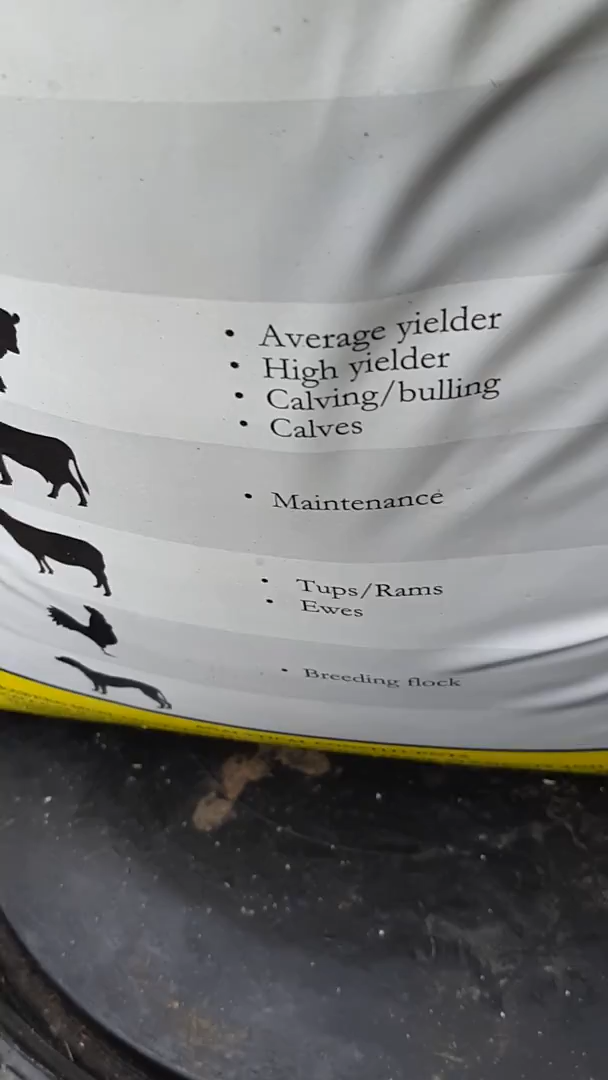 • Average yielder
• High yielder
• Calving/bulling
• Calves
• Maintenance
• Tups/Rams
• Ewes
• Breeding flock